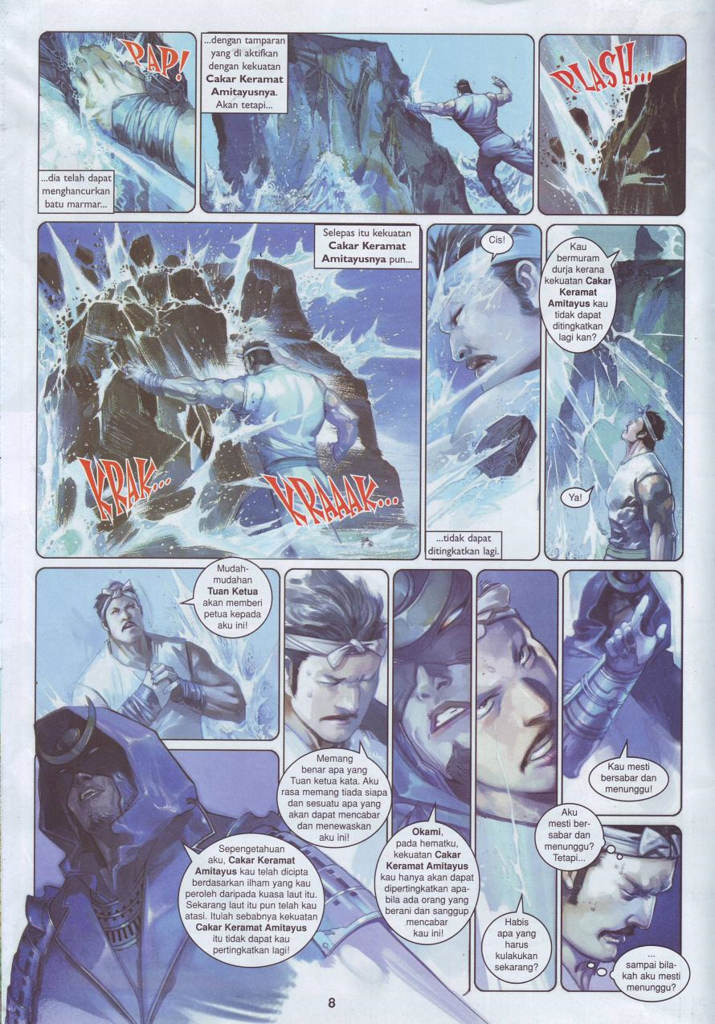 PAP!
...dia telah dapat
menghancurkan
batu marmar...
...dengan tamparan
yang di aktifkan
dengan kekuatan
Cakar Keramat
Amitayusnya.
Akan tetapi...
PLASH...
Selepas itu kekuatan
Cakar Keramat
Amitayusnya pun...
KRAK...
KRAAAK...
Cis!
...tidak dapat
ditingkatkan lagi.
Kau
bermuram
durja kerana
kekuatan Cakar
Keramat
Amitayus kau
tidak dapat
ditingkatkan
lagi kan?
Ya!
Mudah-
mudahan
Tuan Ketua
akan memberi
petua kepada
aku ini!
Sepengetahuan
aku, Cakar Keramat
Amitayus kau telah dicipta
berdasarkan ilham yang kau
peroleh daripada kuasa laut itu.
Sekarang laut itu pun telah kau
atasi. Itulah sebabnya kekuatan
Cakar Keramat Amitayus
itu tidak dapat kau
pertingkatkan lagi!
Memang
benar apa yang
Tuan ketua kata. Aku
rasa memang tiada siapa
dan sesuatu apa yang
akan dapat mencabar
dan menewaskan
aku ini!
Okami,
pada hematku,
kekuatan Cakar
Keramat Amitayus
kau hanya dapat
dipertingkatkan apa-
bila ada orang yang
berani dan sanggup
mencabar
kau ini!
Habis
apa yang
harus
kulakukan
sekarang?
Kau mesti
bersabar dan
menunggu!
Aku
mesti ber-
sabar dan
menunggu?
Tetapi...
...
sampai bila-
kah aku mesti
menunggu?
8